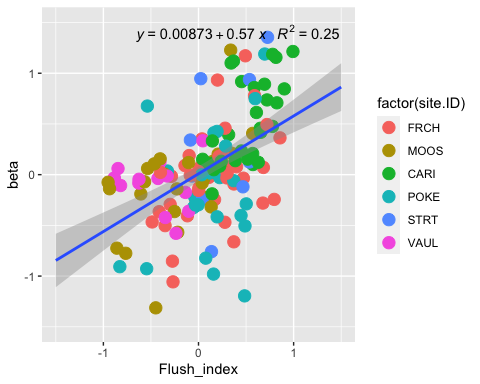 y = 0.00873 + 0.57 x R² = 0.25
1
0
-1
beta
-1
0
1
Flush_index
factor(site.ID)
FRCH
MOOS
CARI
POKE
STRT
VAUL